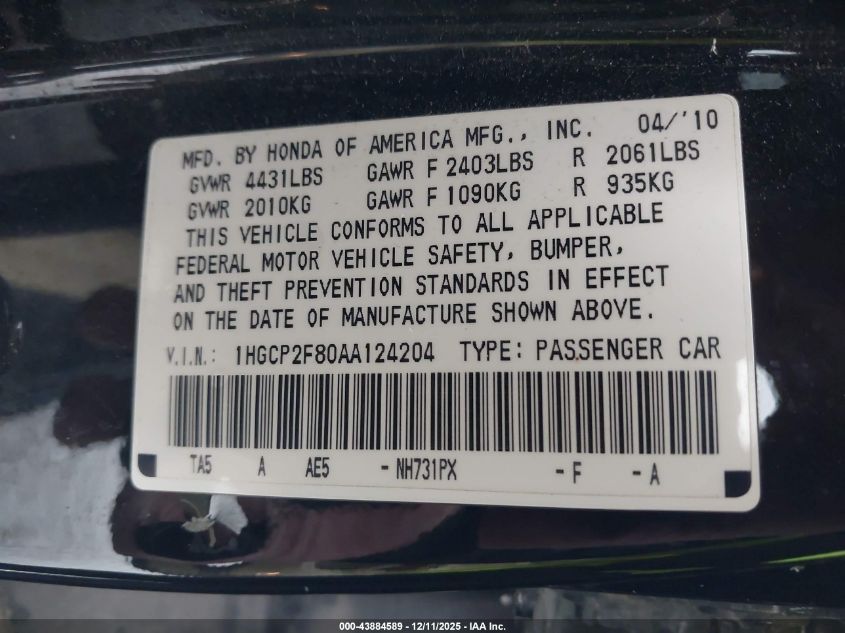 MFD. BY HONDA OF AMERICA MFG., INC. 04/'10
GVWR 4431LBS GAWR F 2403LBS R 2061LBS
GVWR 2010KG GAWR F 1090KG R 935KG
THIS VEHICLE CONFORMS TO ALL APPLICABLE
FEDERAL MOTOR VEHICLE SAFETY, BUMPER,
AND THEFT PREVENTION STANDARDS IN EFFECT
ON THE DATE OF MANUFACTURE SHOWN ABOVE.
V.I.N.: 1HGCP2F80AA124204 TYPE: PASSENGER CAR
TA5 A AE5 - NH731PX - F - A
000-43884589 - 12/11/2025 - IAA Inc.